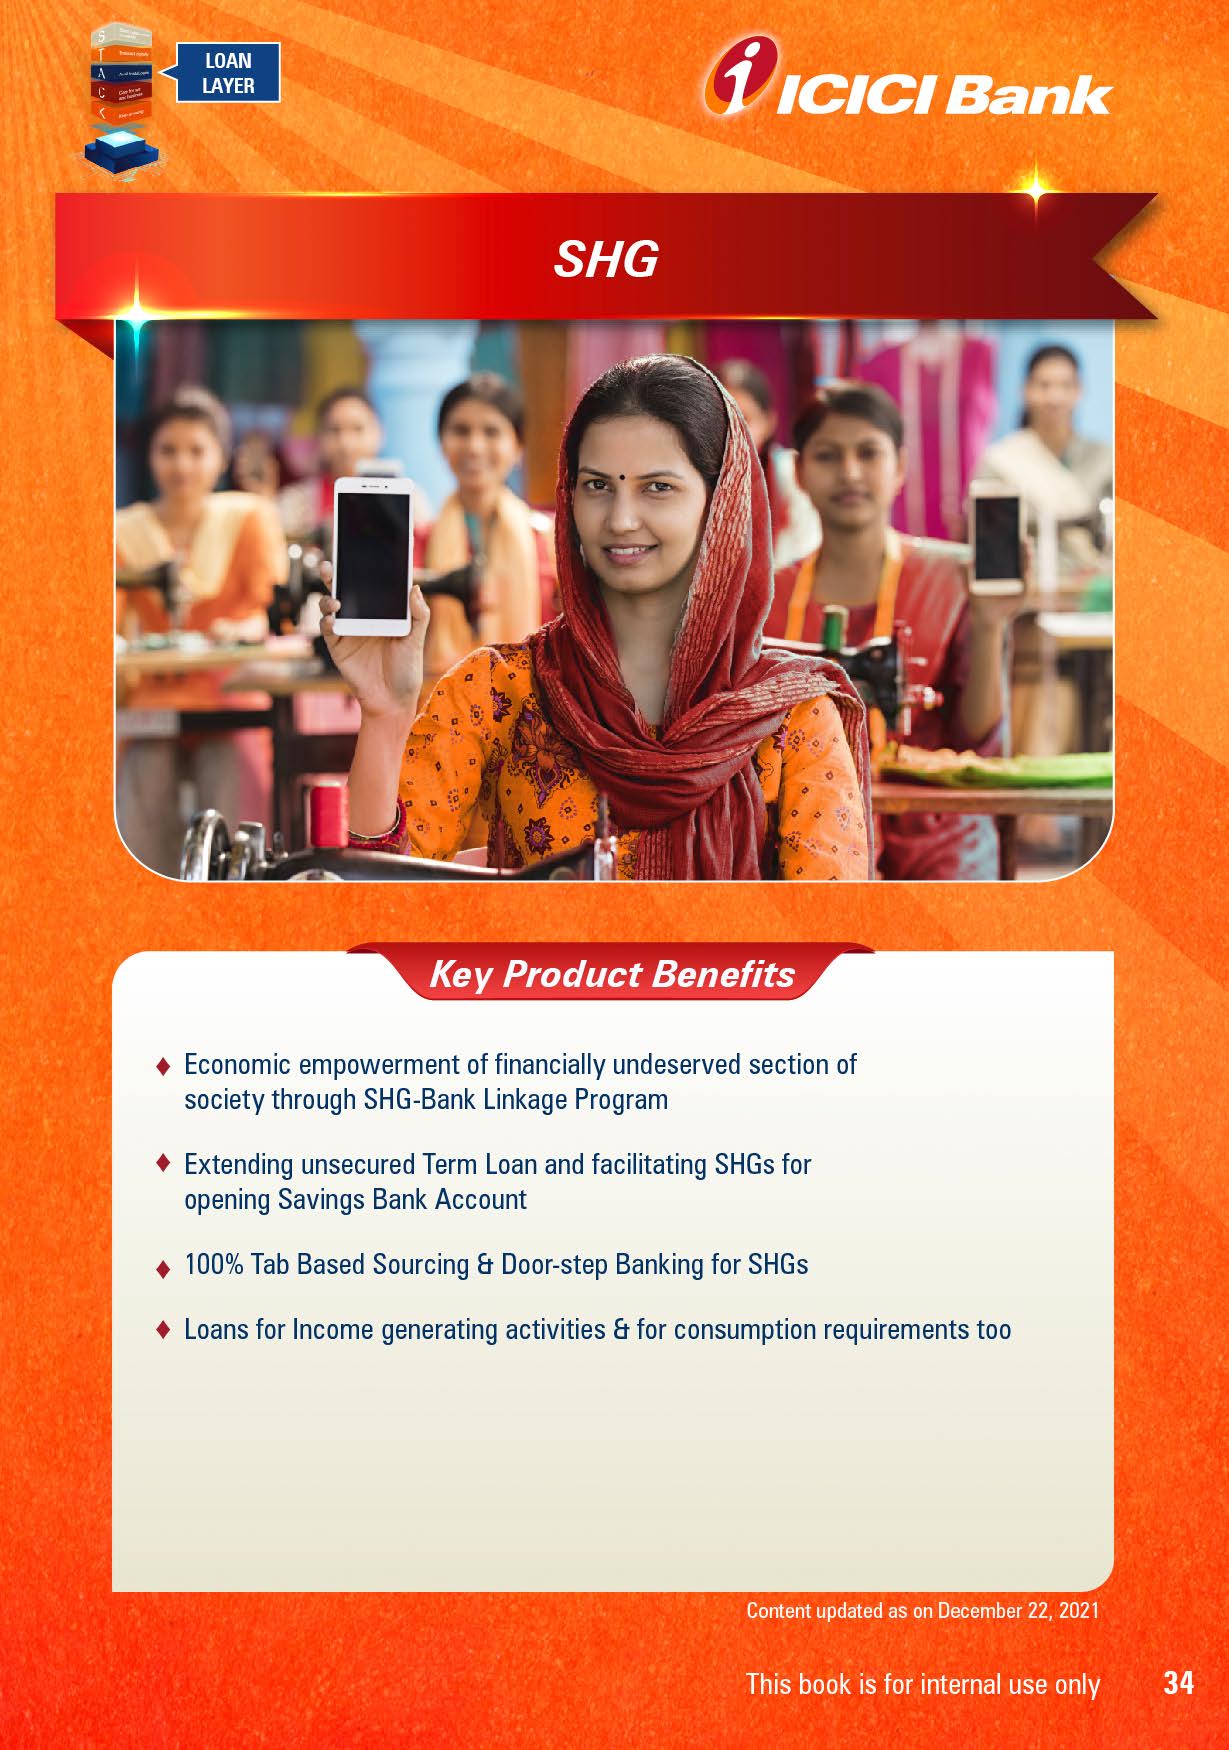 LOAN
LAYER
S
T
A
C
K
ICICI Bank
SHG
Key Product Benefits
Economic empowerment of financially undeserved section of
society through SHG-Bank Linkage Program
Extending unsecured Term Loan and facilitating SHGs for
opening Savings Bank Account
100% Tab Based Sourcing & Door-step Banking for SHGs
Loans for Income generating activities & for consumption requirements too
Content updated as on December 22, 2021
This book is for internal use only
34